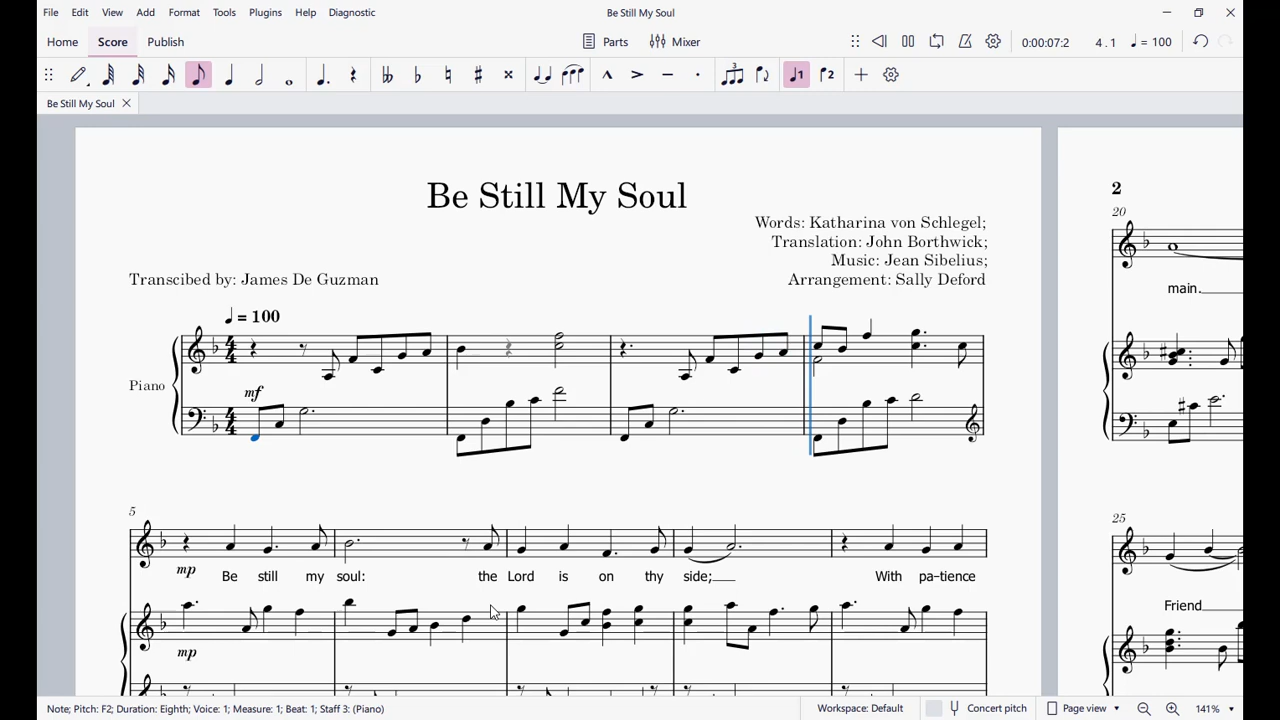 File Edit View Add Format Tools Plugins Help Diagnostic
Be Still My Soul
Home Score Publish
Parts Mixer
0:00:07:2 4 . 1 = 100
3 1 2
Be Still My Soul
Be Still My Soul
Words: Katharina von Schlegel;
Translation: John Borthwick;
Music: Jean Sibelius;
Transcibed by: James De Guzman
Arrangement: Sally Deford
= 100
Piano
mf
5
mp
Be still my soul: the Lord is on thy side; With pa-tience
mp
2
20
main.
25
Friend
Note; Pitch: F2; Duration: Eighth; Voice: 1; Measure: 1; Beat: 1; Staff 3: (Piano)
Workspace: Default Concert pitch Page view 141%